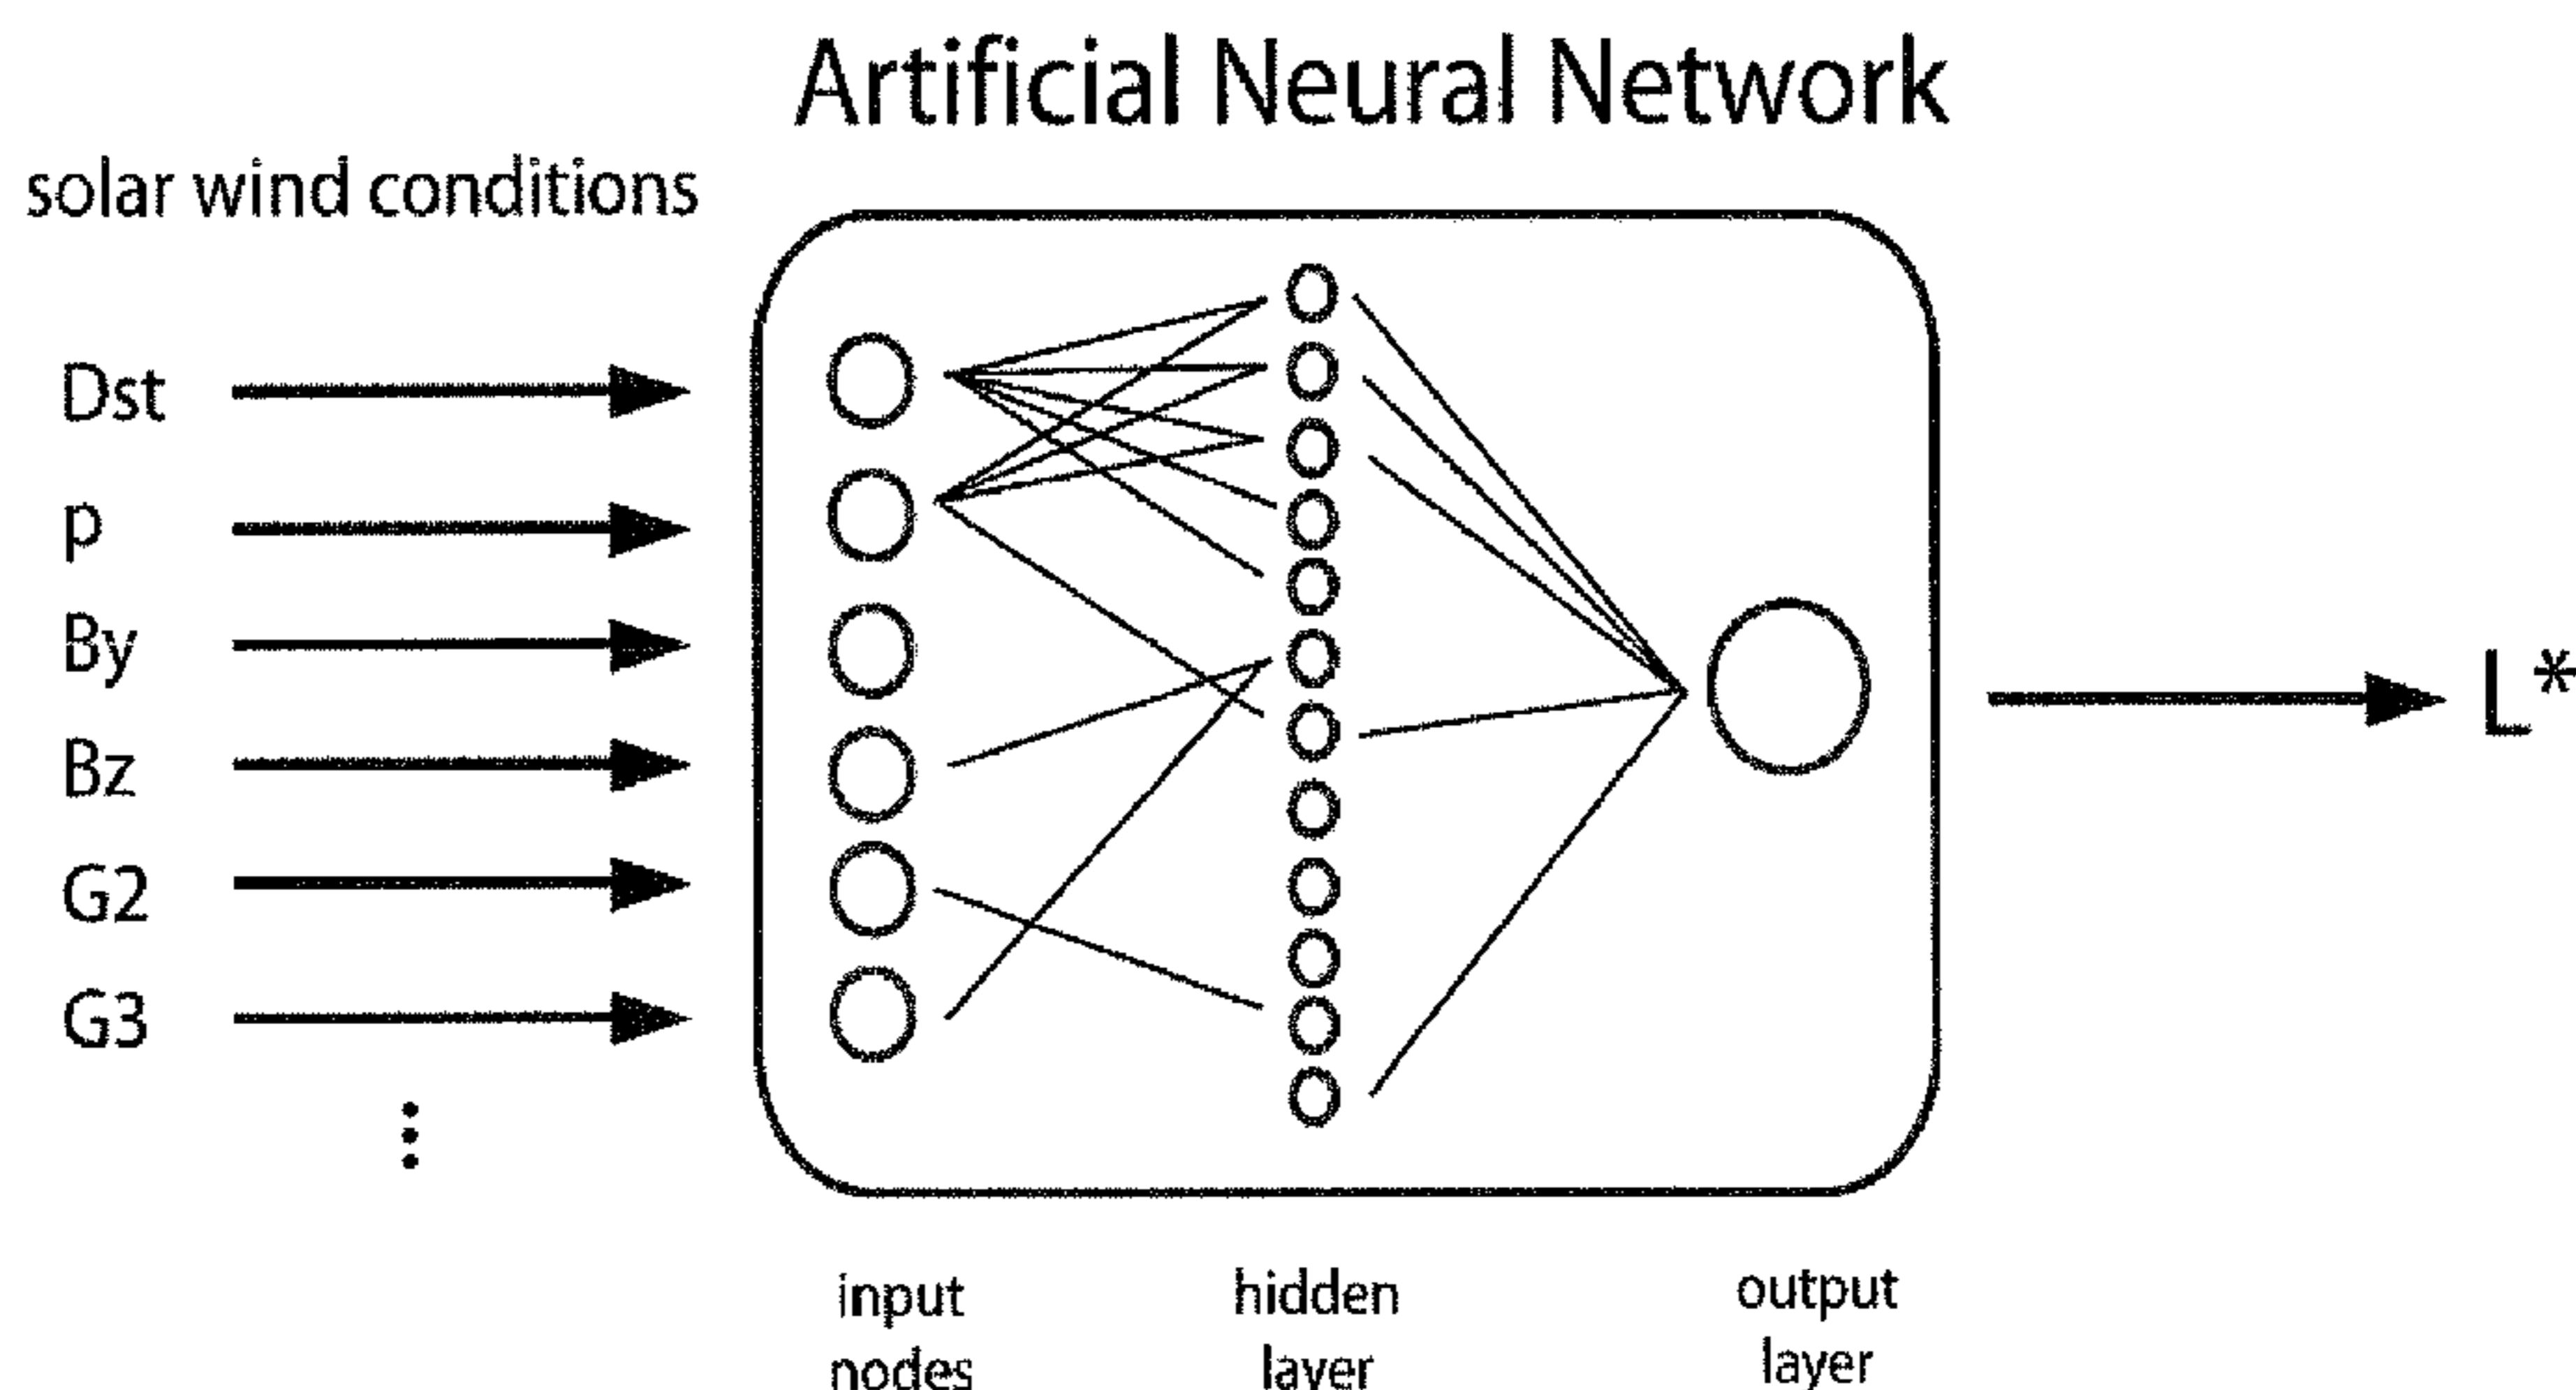 Artificial Neural Network
solar wind conditions
Dst
p
By
Bz
G2
G3
L*
input
nodes
hidden
layer
output
layer